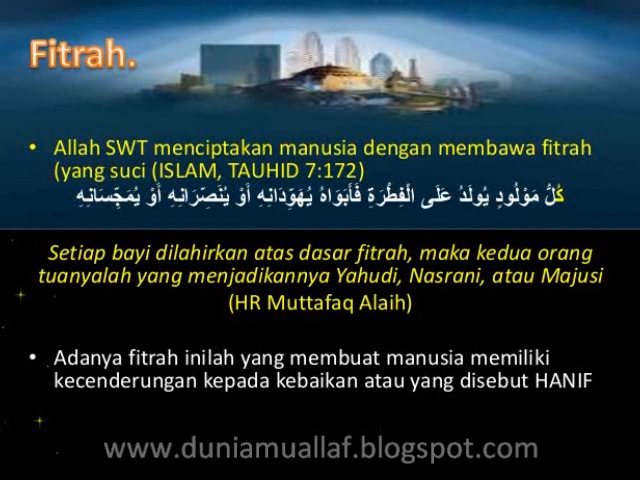 Fitrah.
• Allah SWT menciptakan manusia dengan membawa fitrah
(yang suci (ISLAM, TAUHID 7:172)
كُلُّ مَوْلُودٍ يُولَدُ عَلَى الْفِطْرَةِ فَأَبَوَاهُ يُهَوِّدَانِهِ أَوْ يُنَصِّرَانِهِ أَوْ يُمَجِّسَانِهِ
Setiap bayi dilahirkan atas dasar fitrah, maka kedua orang
tuanyalah yang menjadikannya Yahudi, Nasrani, atau Majusi
(HR Muttafaq Alaih)
• Adanya fitrah inilah yang membuat manusia memiliki
kecenderungan kepada kebaikan atau yang disebut HANIF
www.duniamuallaf.blogspot.com